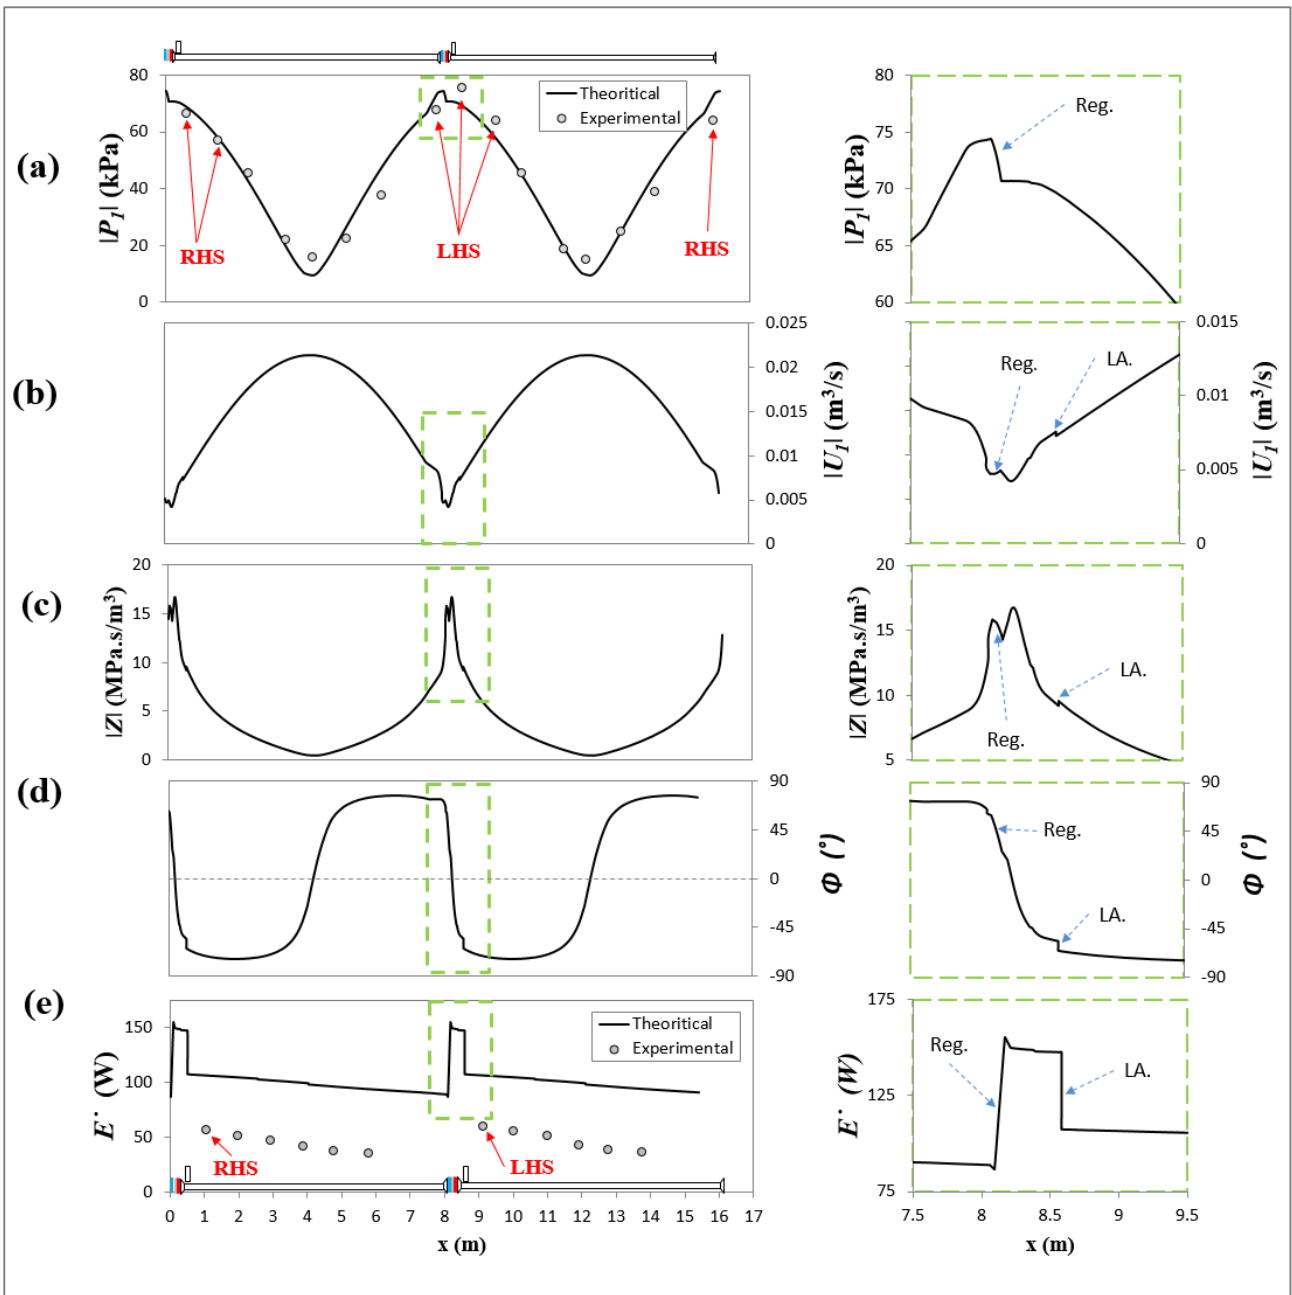 (a)
|P1| (kPa)
80
60
40
20
0
Theoritical
Experimental
RHS
LHS
RHS
|P1| (kPa)
80
75
70
65
60
Reg.
(b)
0.025
0.02
0.015
0.01
0.005
0
|U1| (m³/s)
Reg.
LA.
0.015
0.01
0.005
0
|U1| (m³/s)
(c)
|Z| (MPa.s/m³)
20
15
10
5
0
|Z| (MPa.s/m³)
20
15
10
5
Reg.
LA.
(d)
90
45
0
-45
-90
Φ (°)
Reg.
LA.
90
45
0
-45
-90
Φ (°)
(e)
E˙ (W)
150
100
50
0
Theoritical
Experimental
RHS
LHS
0 1 2 3 4 5 6 7 8 9 10 11 12 13 14 15 16 17
x (m)
E˙ (W)
175
125
75
Reg.
LA.
7.5 8 8.5 9 9.5
x (m)